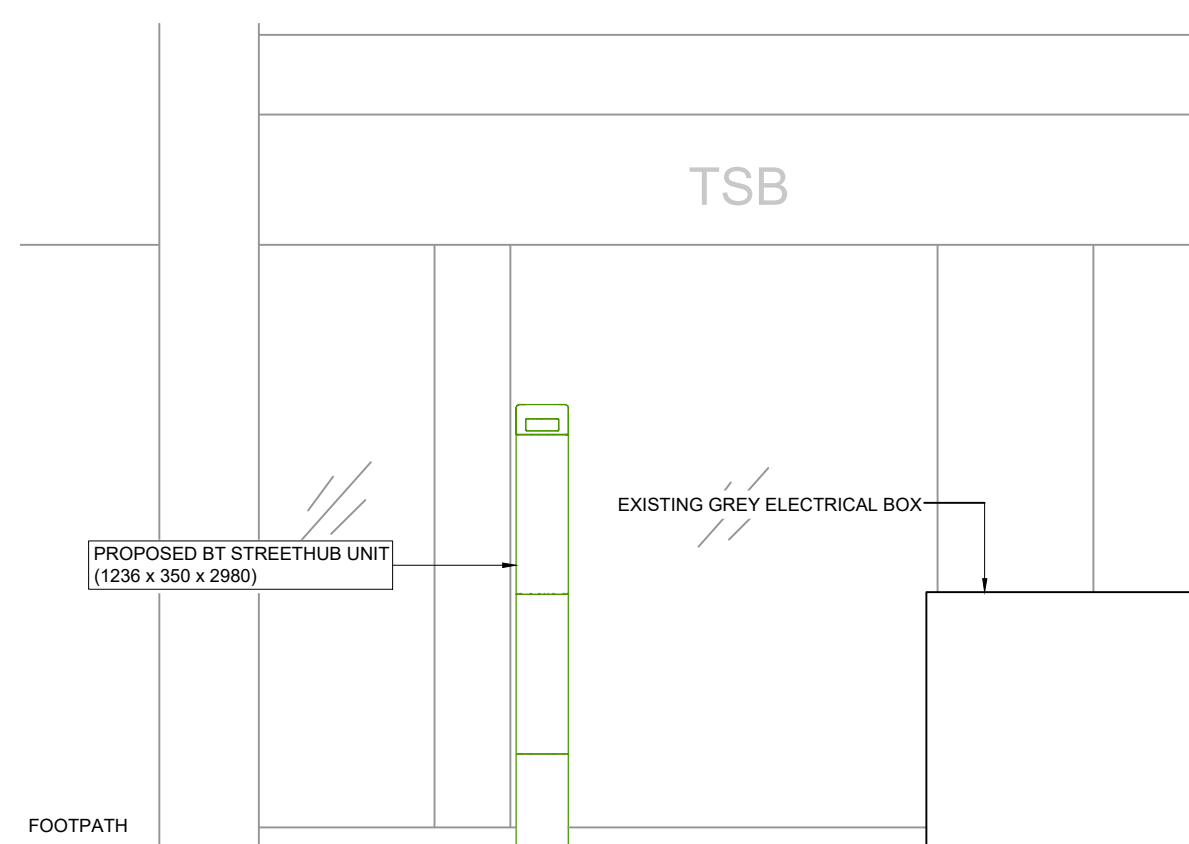 TSB
EXISTING GREY ELECTRICAL BOX
PROPOSED BT STREETHUB UNIT
(1236 x 350 x 2980)
FOOTPATH